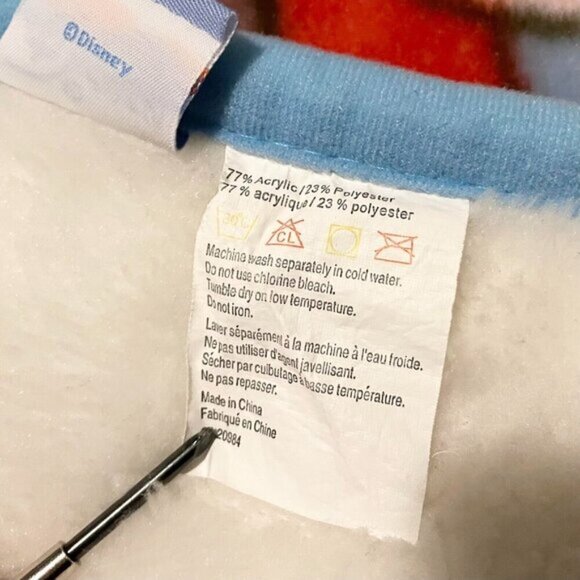 ©Disney
77% Acrylic/23% Polyester
77 % acrylique/ 23 % polyester
30°C
CL
Machine wash separately in cold water.
Do not use chlorine bleach.
Tumble dry on low temperature.
Do not iron.
Laver séparément à la machine à l'eau froide.
Ne pas utiliser d'agent javellisant.
Sécher par culbutage à basse température.
Ne pas repasser.
Made in China
Fabriqué en Chine
20984